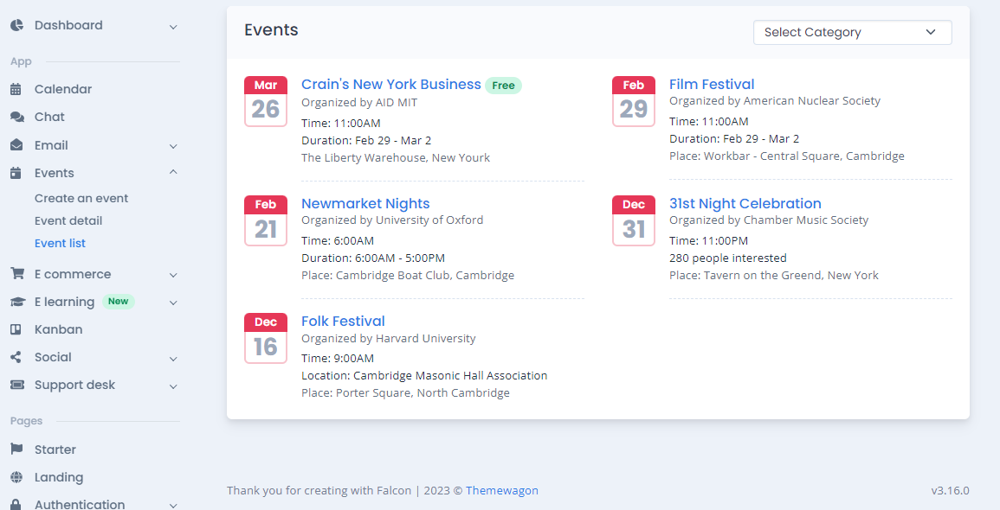 Dashboard
App
Calendar
Chat
Email
Events
Create an event
Event detail
Event list
E commerce
E learning New
Kanban
Social
Support desk
Pages
Starter
Landing
Authentication
Events
Select Category
Mar
26
Crain's New York Business Free
Organized by AID MIT
Time: 11:00AM
Duration: Feb 29 - Mar 2
The Liberty Warehouse, New Yourk
Feb
29
Film Festival
Organized by American Nuclear Society
Time: 11:00AM
Duration: Feb 29 - Mar 2
Place: Workbar - Central Square, Cambridge
Feb
21
Newmarket Nights
Organized by University of Oxford
Time: 6:00AM
Duration: 6:00AM - 5:00PM
Place: Cambridge Boat Club, Cambridge
Dec
31
31st Night Celebration
Organized by Chamber Music Society
Time: 11:00PM
280 people interested
Place: Tavern on the Greend, New York
Dec
16
Folk Festival
Organized by Harvard University
Time: 9:00AM
Location: Cambridge Masonic Hall Association
Place: Porter Square, North Cambridge
Thank you for creating with Falcon | 2023 © Themewagon
v3.16.0